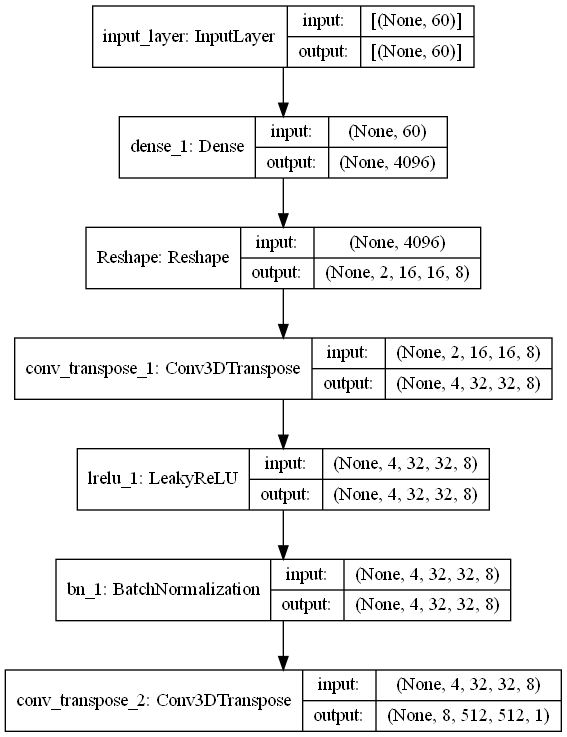 input_layer: InputLayer
input:
[(None, 60)]
output:
[(None, 60)]
dense_1: Dense
input:
(None, 60)
output:
(None, 4096)
Reshape: Reshape
input:
(None, 4096)
output:
(None, 2, 16, 16, 8)
conv_transpose_1: Conv3DTranspose
input:
(None, 2, 16, 16, 8)
output:
(None, 4, 32, 32, 8)
lrelu_1: LeakyReLU
input:
(None, 4, 32, 32, 8)
output:
(None, 4, 32, 32, 8)
bn_1: BatchNormalization
input:
(None, 4, 32, 32, 8)
output:
(None, 4, 32, 32, 8)
conv_transpose_2: Conv3DTranspose
input:
(None, 4, 32, 32, 8)
output:
(None, 8, 512, 512, 1)